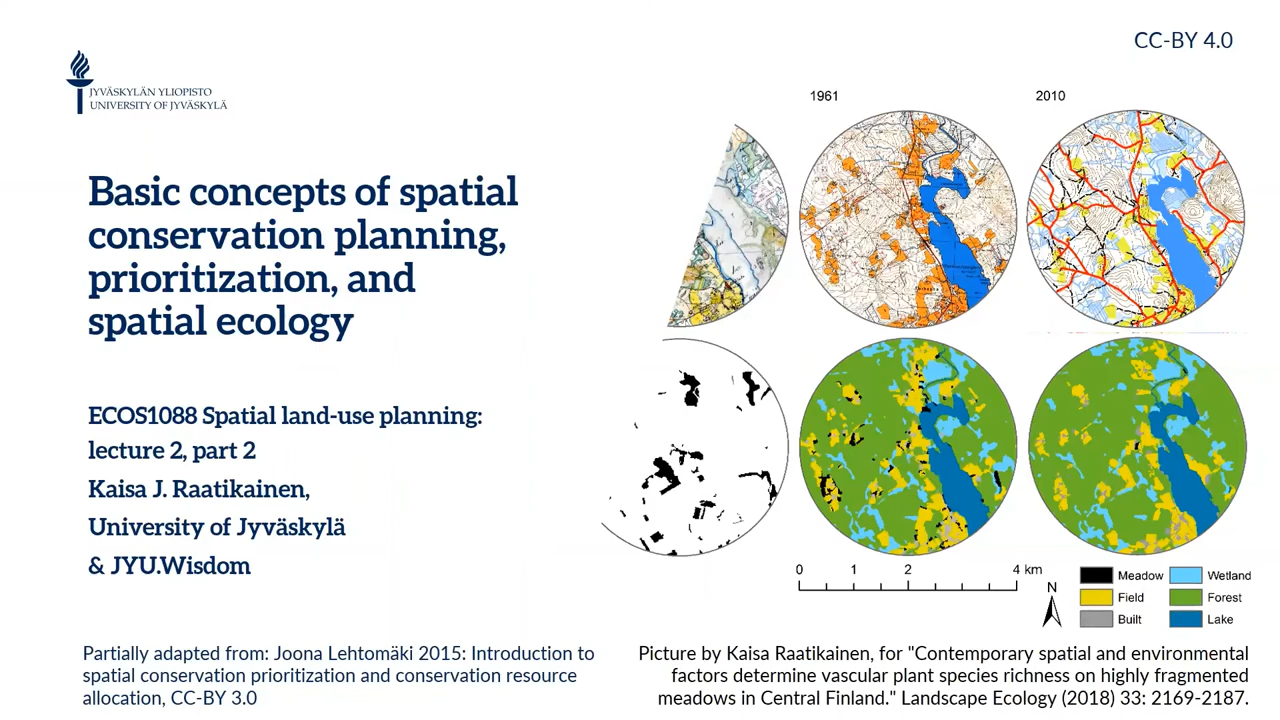 CC-BY 4.0
JYVÄSKYLÄN YLIOPISTO
UNIVERSITY OF JYVÄSKYLÄ
Basic concepts of spatial
conservation planning,
prioritization, and
spatial ecology
ECOS1088 Spatial land-use planning:
lecture 2, part 2
Kaisa J. Raatikainen,
University of Jyväskylä
& JYU.Wisdom
Partially adapted from: Joona Lehtomäki 2015: Introduction to
spatial conservation prioritization and conservation resource
allocation, CC-BY 3.0
1961
2010
0 1 2 4 km
N
Meadow
Wetland
Field
Forest
Built
Lake
Picture by Kaisa Raatikainen, for "Contemporary spatial and environmental
factors determine vascular plant species richness on highly fragmented
meadows in Central Finland." Landscape Ecology (2018) 33: 2169-2187.